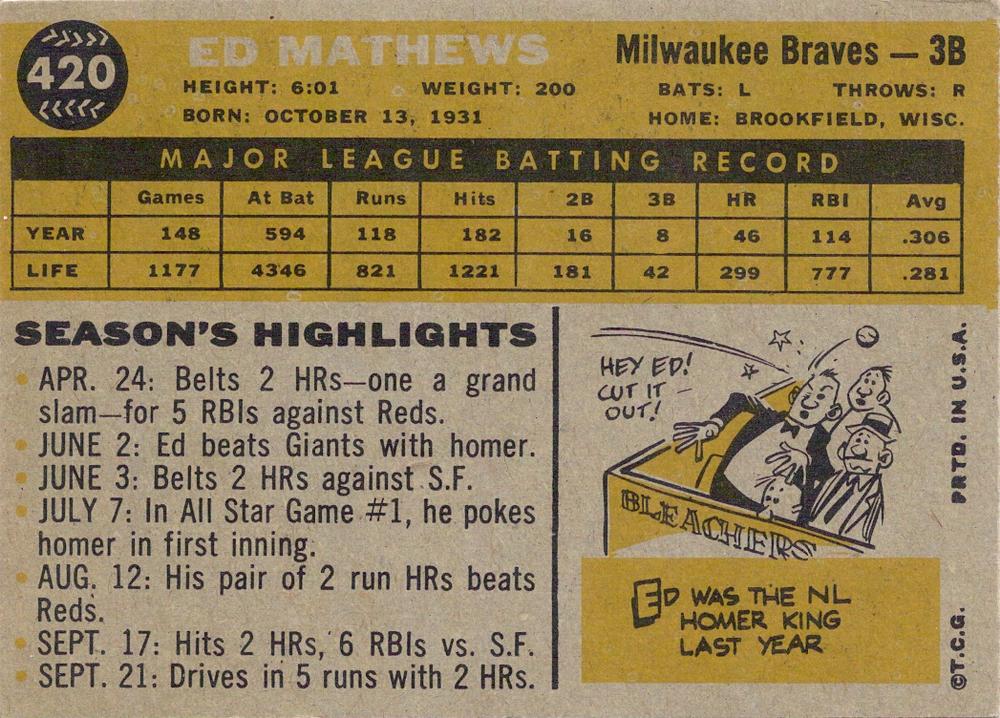 420
ED MATHEWS
Milwaukee Braves — 3B
HEIGHT: 6:01 WEIGHT: 200 BATS: L THROWS: R
BORN: OCTOBER 13, 1931 HOME: BROOKFIELD, WISC.
MAJOR LEAGUE BATTING RECORD
Games At Bat Runs Hits 2B 3B HR RBI Avg
YEAR 148 594 118 182 16 8 46 114 .306
LIFE 1177 4346 821 1221 181 42 299 777 .281
SEASON'S HIGHLIGHTS
• APR. 24: Belts 2 HRs—one a grand
slam—for 5 RBIs against Reds.
• JUNE 2: Ed beats Giants with homer.
• JUNE 3: Belts 2 HRs against S.F.
• JULY 7: In All Star Game #1, he pokes
homer in first inning.
• AUG. 12: His pair of 2 run HRs beats
Reds.
• SEPT. 17: Hits 2 HRs, 6 RBIs vs. S.F.
• SEPT. 21: Drives in 5 runs with 2 HRs.
HEY ED!
CUT IT
OUT!
BLEACHERS
ED WAS THE NL
HOMER KING
LAST YEAR
©T.C.G. PRTD. IN U.S.A.